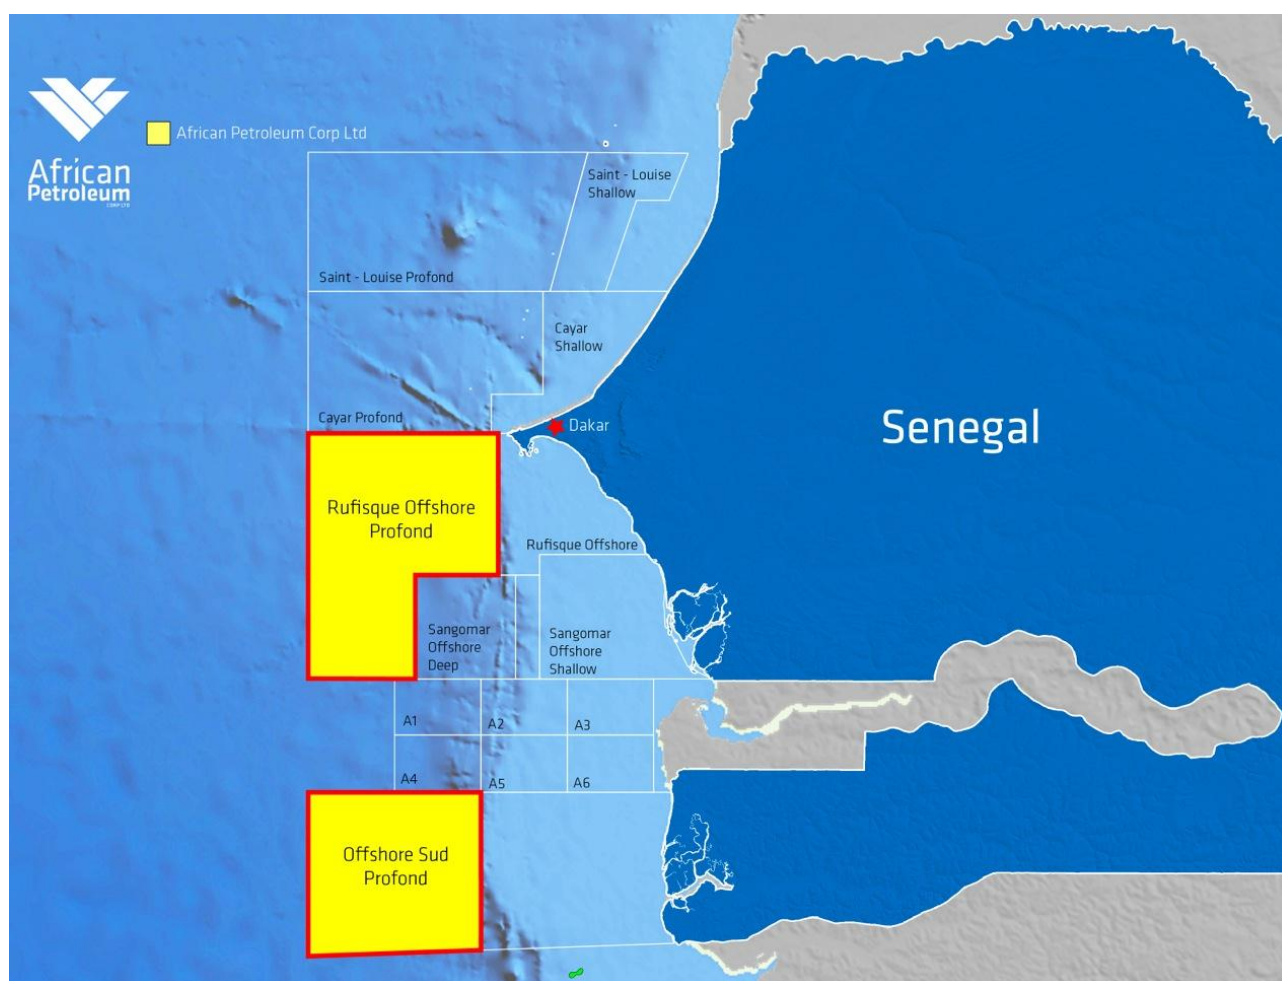 African
Petroleum
CORP LTD
African Petroleum Corp Ltd
Saint - Louise
Shallow
Saint - Louise Profond
Cayar
Shallow
Cayar Profond
Dakar
Senegal
Rufisque Offshore
Profond
Rufisque Offshore
Sangomar
Offshore
Deep
Sangomar
Offshore
Shallow
A1
A2
A3
A4
A5
A6
Offshore Sud
Profond